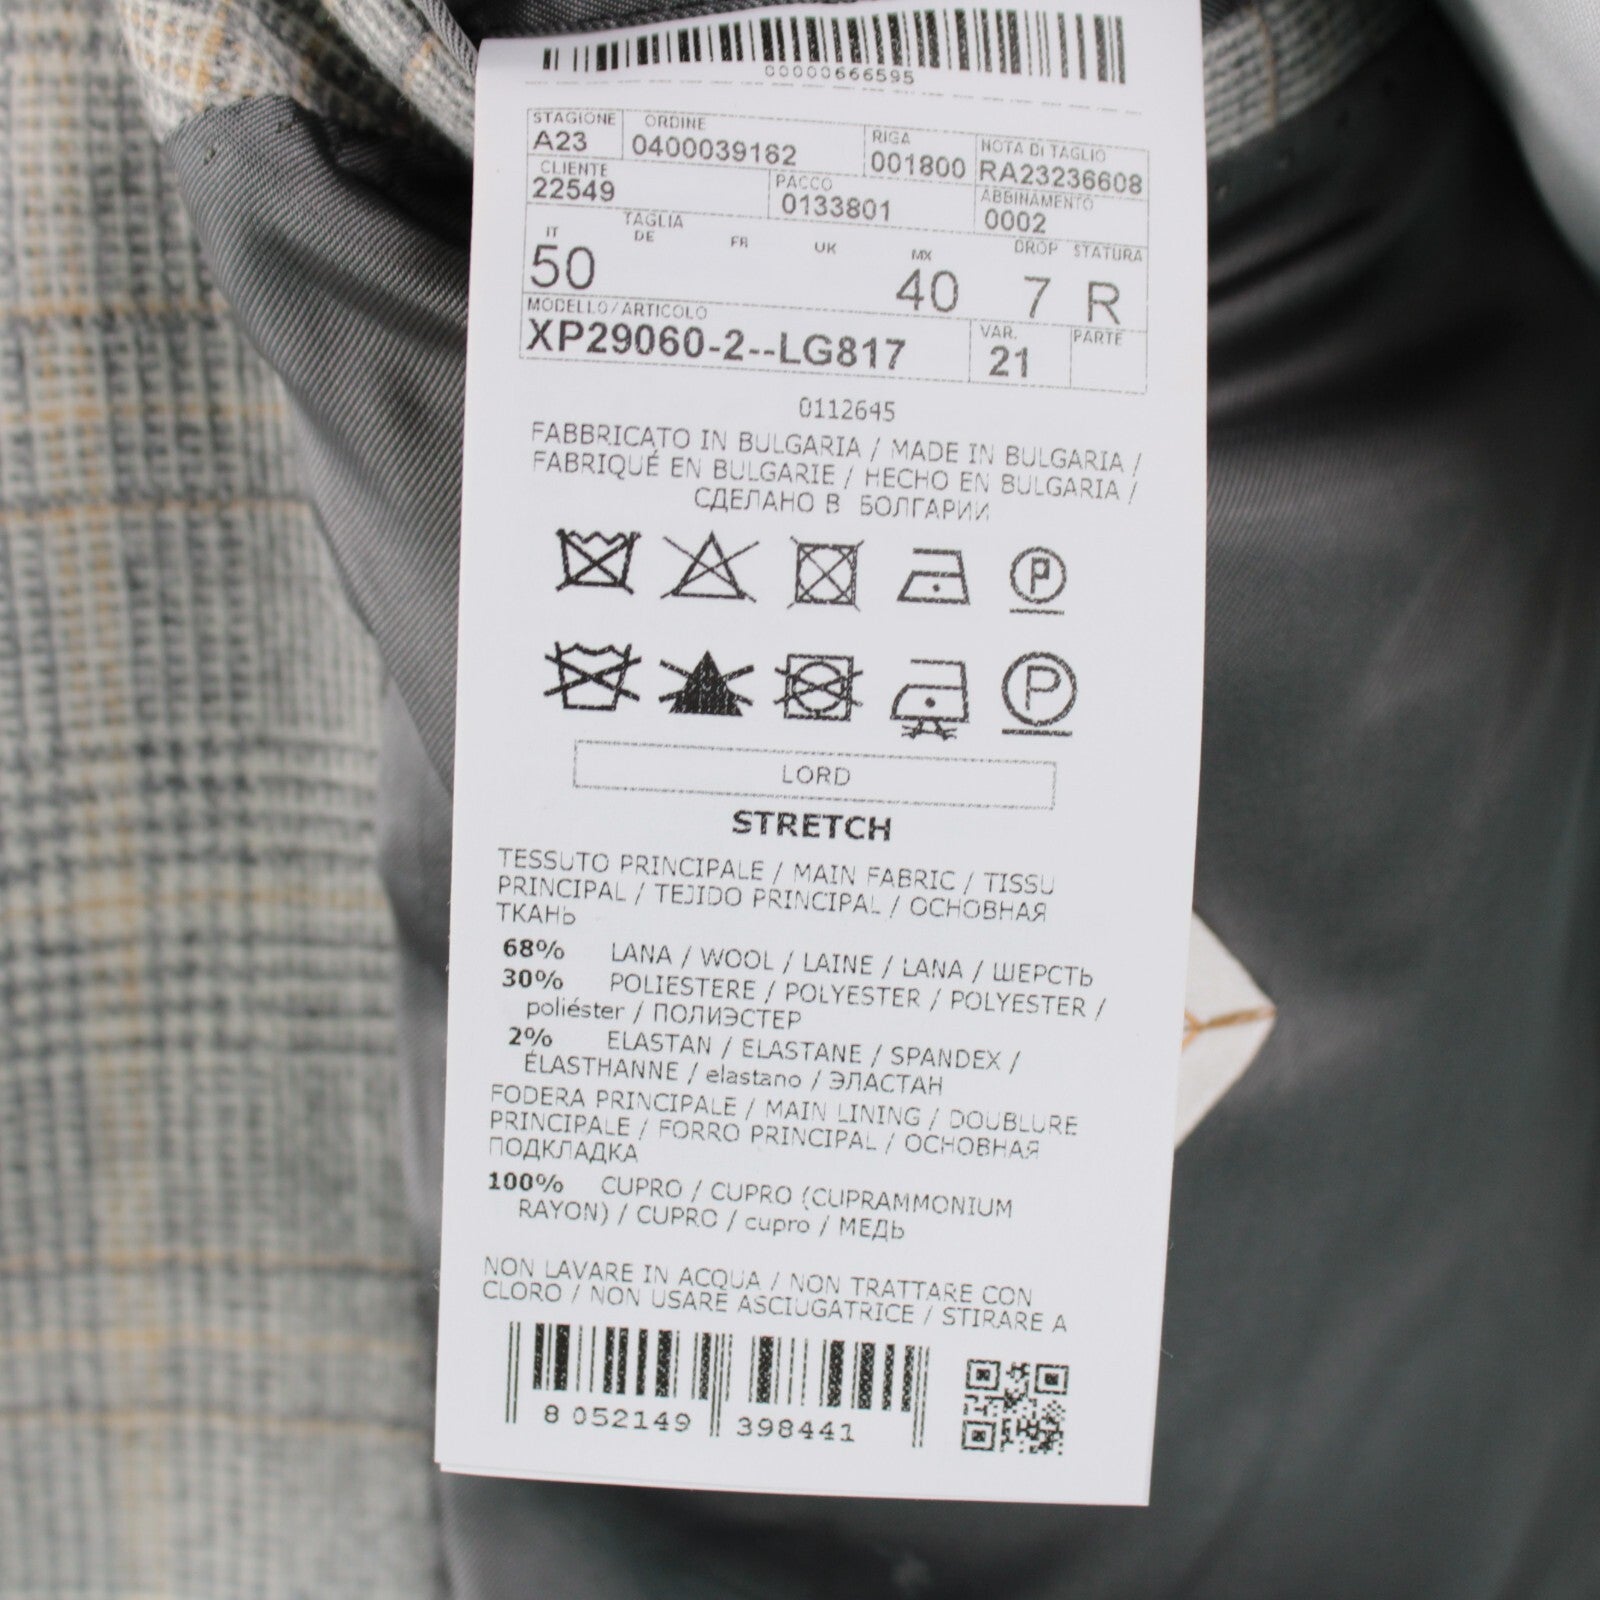 00000666595
STAGIONE ORDINE RIGA NOTA DI TAGLIO
A23 0400039162 001800 RA23236608
CLIENTE PACCO ABBINAMENTO
22549 0133801 0002
TAGLIA
IT DE FR UK MX DROP STATURA
50 40 7 R
MODELLO/ARTICOLO VAR. PARTE
XP29060-2--LG817 21
0112645
FABBRICATO IN BULGARIA / MADE IN BULGARIA /
FABRIQUÉ EN BULGARIE / HECHO EN BULGARIA /
СДЕЛАНО В БОЛГАРИИ
P
P
LORD
STRETCH
TESSUTO PRINCIPALE / MAIN FABRIC / TISSU
PRINCIPAL / TEJIDO PRINCIPAL / ОСНОВНАЯ
ТКАНЬ
68% LANA / WOOL / LAINE / LANA / ШЕРСТЬ
30% POLIESTERE / POLYESTER / POLYESTER /
poliéster / ПОЛИЭСТЕР
2% ELASTAN / ELASTANE / SPANDEX /
ÉLASTHANNE / elastano / ЭЛАСТАН
FODERA PRINCIPALE / MAIN LINING / DOUBLURE
PRINCIPALE / FORRO PRINCIPAL / ОСНОВНАЯ
ПОДКЛАДКА
100% CUPRO / CUPRO (CUPRAMMONIUM
RAYON) / CUPRO / cupro / МЕДЬ
NON LAVARE IN ACQUA / NON TRATTARE CON
CLORO / NON USARE ASCIUGATRICE / STIRARE A
8 052149 398441